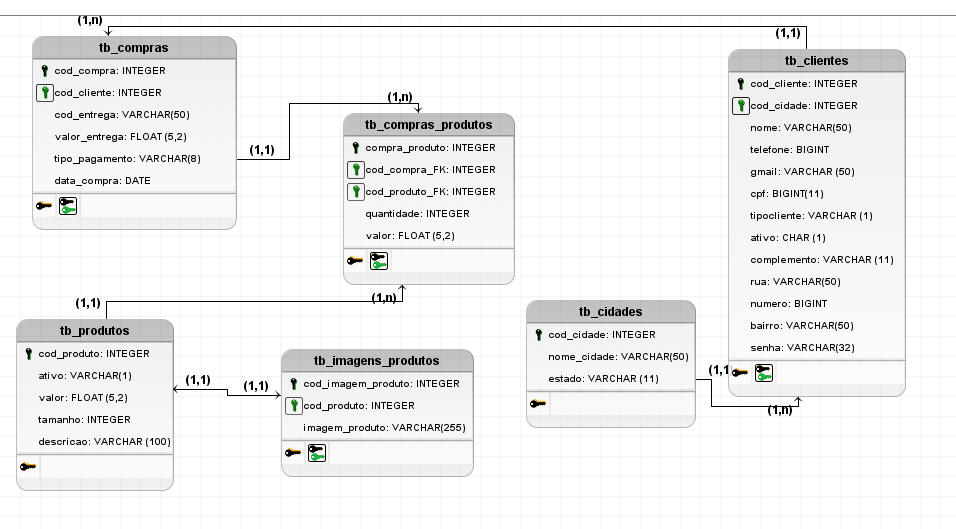 (1,n)
(1,1)
tb_compras
cod_compra: INTEGER
cod_cliente: INTEGER
cod_entrega: VARCHAR(50)
valor_entrega: FLOAT (5,2)
tipo_pagamento: VARCHAR(8)
data_compra: DATE
(1,1)
(1,n)
tb_compras_produtos
compra_produto: INTEGER
cod_compra_FK: INTEGER
cod_produto_FK: INTEGER
quantidade: INTEGER
valor: FLOAT (5,2)
(1,n)
tb_clientes
cod_cliente: INTEGER
cod_cidade: INTEGER
nome: VARCHAR(50)
telefone: BIGINT
gmail: VARCHAR (50)
cpf: BIGINT(11)
tipocliente: VARCHAR (1)
ativo: CHAR (1)
complemento: VARCHAR (11)
rua: VARCHAR(50)
numero: BIGINT
bairro: VARCHAR(50)
senha: VARCHAR(32)
(1,1)
tb_produtos
cod_produto: INTEGER
ativo: VARCHAR(1)
valor: FLOAT (5,2)
tamanho: INTEGER
descricao: VARCHAR (100)
(1,1)
(1,1)
tb_imagens_produtos
cod_imagem_produto: INTEGER
cod_produto: INTEGER
imagem_produto: VARCHAR(255)
tb_cidades
cod_cidade: INTEGER
nome_cidade: VARCHAR(50)
estado: VARCHAR (11)
(1,1
(1,n)